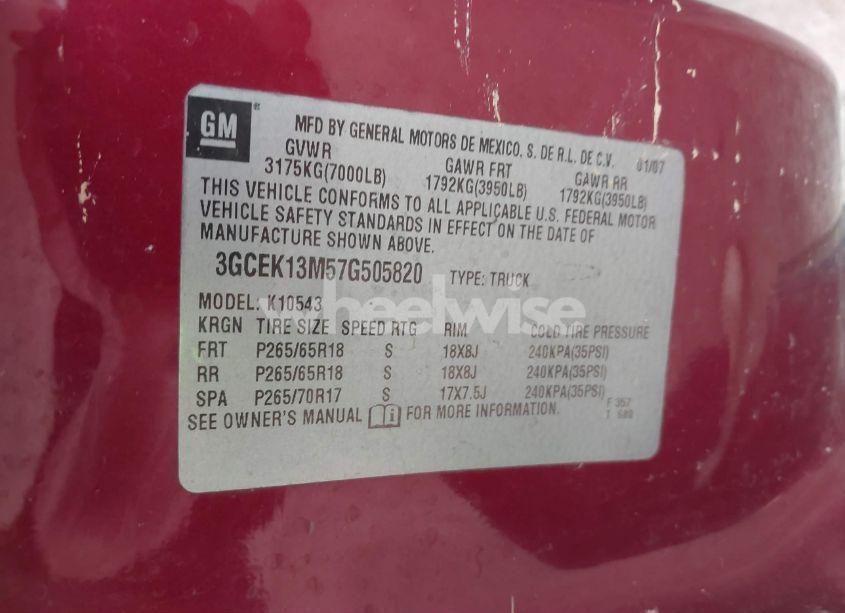 GM ®
MFD BY GENERAL MOTORS DE MEXICO, S. DE R.L. DE C.V. 01/07
GVWR GAWR FRT GAWR RR
3175KG(7000LB) 1792KG(3950LB) 1792KG(3950LB)
THIS VEHICLE CONFORMS TO ALL APPLICABLE U.S. FEDERAL MOTOR
VEHICLE SAFETY STANDARDS IN EFFECT ON THE DATE OF
MANUFACTURE SHOWN ABOVE.
3GCEK13M57G505820 TYPE: TRUCK
MODEL: K10543
wheelwise
KRGN TIRE SIZE SPEED RTG RIM COLD TIRE PRESSURE
FRT P265/65R18 S 18X8J 240KPA(35PSI)
RR P265/65R18 S 18X8J 240KPA(35PSI)
SPA P265/70R17 S 17X7.5J 240KPA(35PSI)
SEE OWNER'S MANUAL i FOR MORE INFORMATION.
F 357
T 589